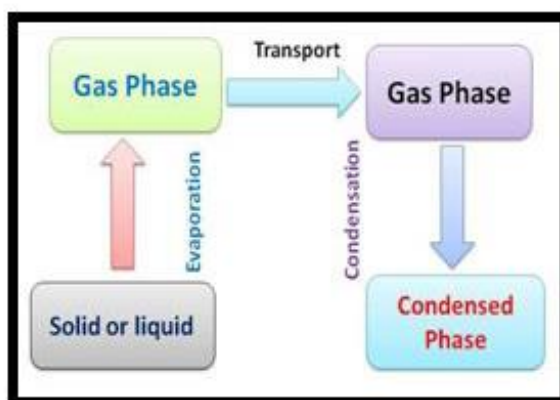 Transport
Gas Phase
Gas Phase
Evaporation
Condensation
Solid or liquid
Condensed
Phase